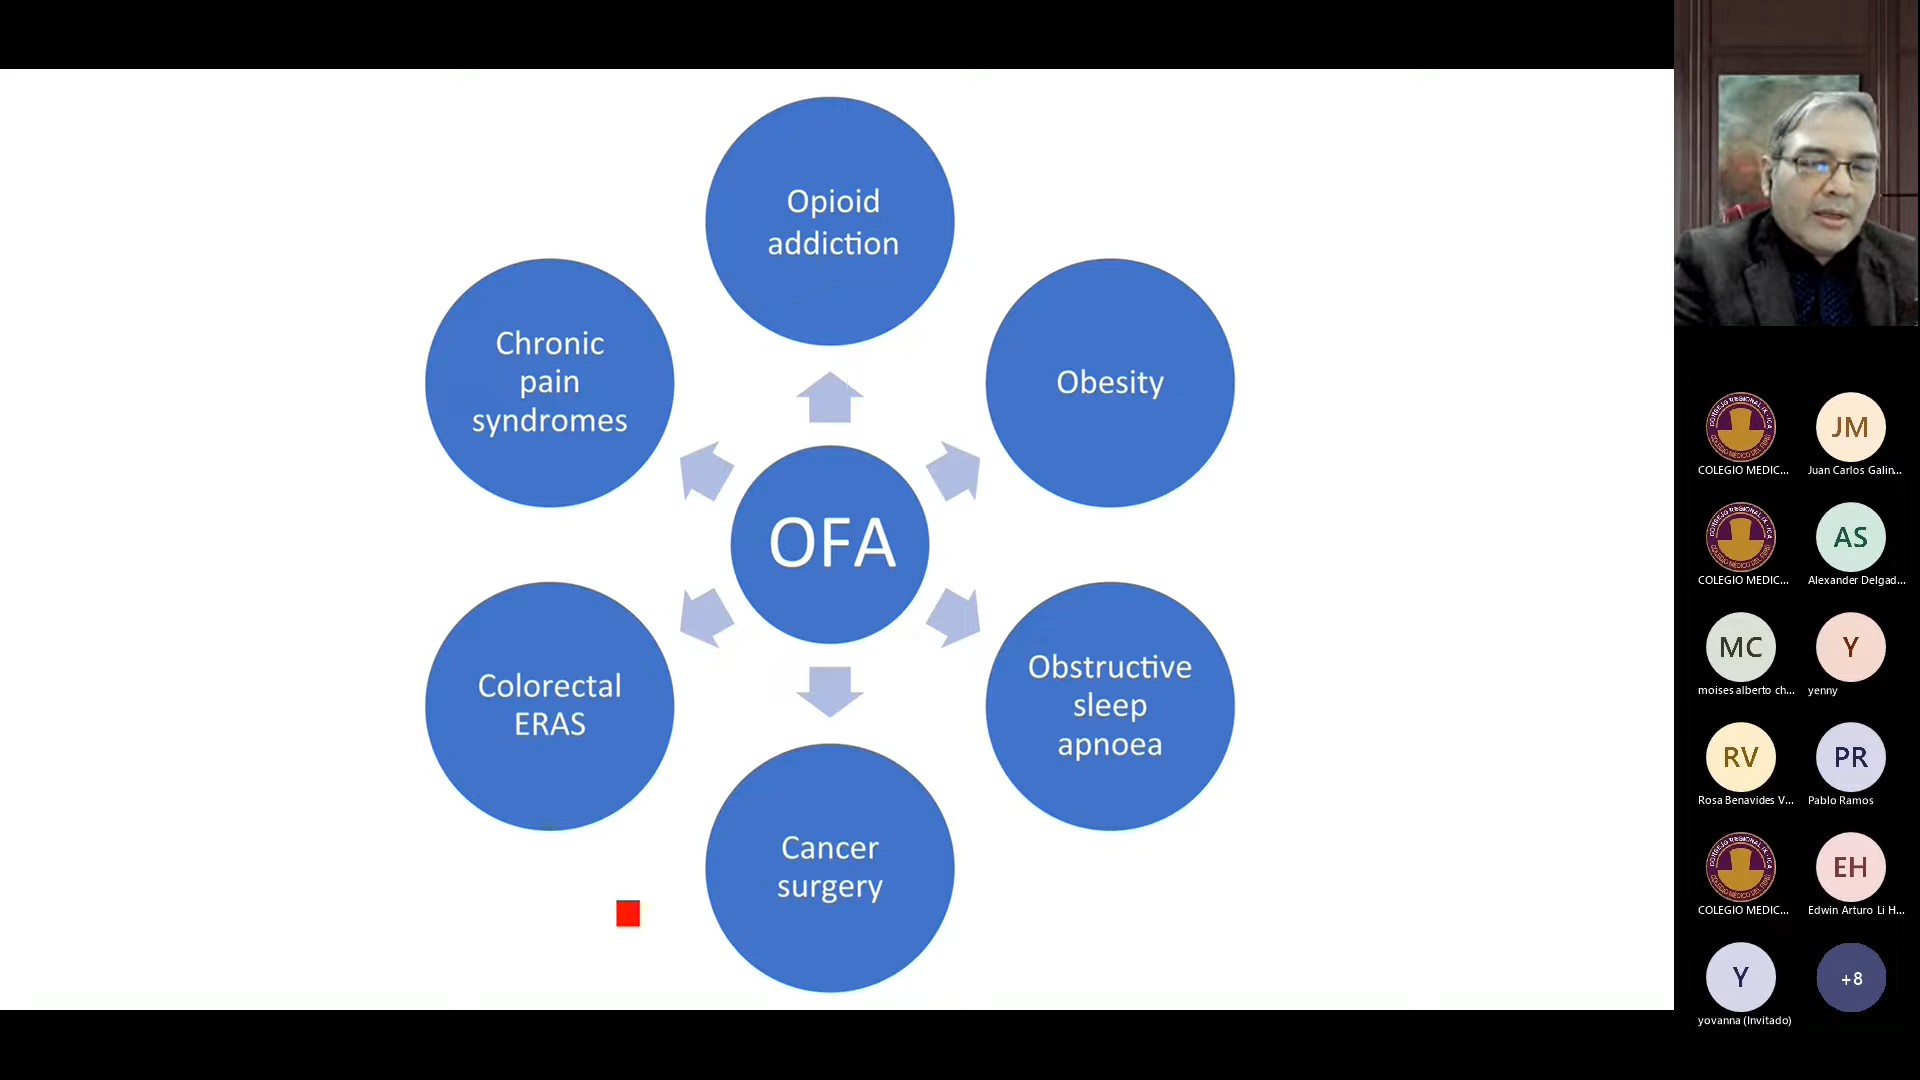 Opioid
addiction
Chronic
pain
syndromes
Obesity
OFA
Colorectal
ERAS
Obstructive
sleep
apnoea
Cancer
surgery
JM
COLEGIO MEDIC...
Juan Carlos Galin...
AS
COLEGIO MEDIC...
Alexander Delgad...
MC
Y
moises alberto ch...
yenny
RV
PR
Rosa Benavides V...
Pablo Ramos
EH
COLEGIO MEDIC...
Edwin Arturo Li H...
Y
+8
yovanna (Invitado)